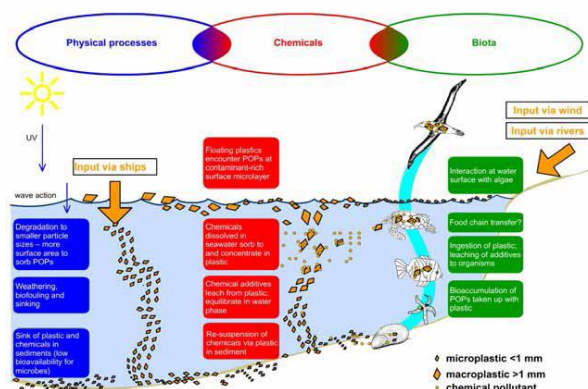 Physical processes
Chemicals
Biota
UV
wave action
Input via ships
Input via wind
Input via rivers
Degradation to
smaller particle
sizes – more
surface area to
sorb POPs
Weathering,
biofouling and
sinking
Sink of plastic and
chemicals in
sediments (low
bioavailability for
microbes)
Floating plastics
encounter POPs at
contaminant-rich
surface microlayer
Chemicals
dissolved in
seawater sorb to
and concentrate in
plastic
Chemical additives
leach from plastic;
equilibrate in water
phase
Re-suspension of
chemicals via plastic
in sediment
Interaction at water
surface with algae
Food chain transfer?
Ingestion of plastic;
leaching of additives
to organisms
Bioaccumulation of
POPs taken up with
plastic
microplastic <1 mm
macroplastic >1 mm
chemical pollutant